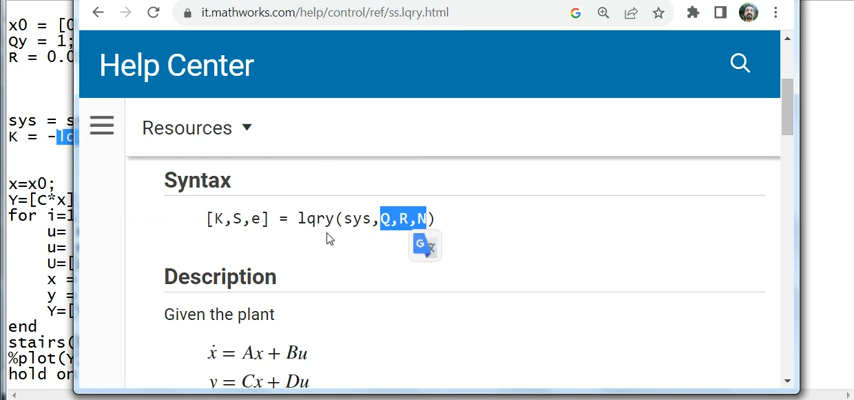 it.mathworks.com/help/control/ref/ss.lqry.html
Help Center
Resources
Syntax
[K,S,e] = lqry(sys,Q,R,N)
Description
Given the plant
ẋ = Ax + Bu
y = Cx + Du
x0 = [0
Qy = 1;
R = 0.0
sys = s
K = -lq
x=x0;
Y=[C*x]
for i=1
u=
u=
U=[
x =
y =
Y=[
end
stairs(
%plot(Y
hold on